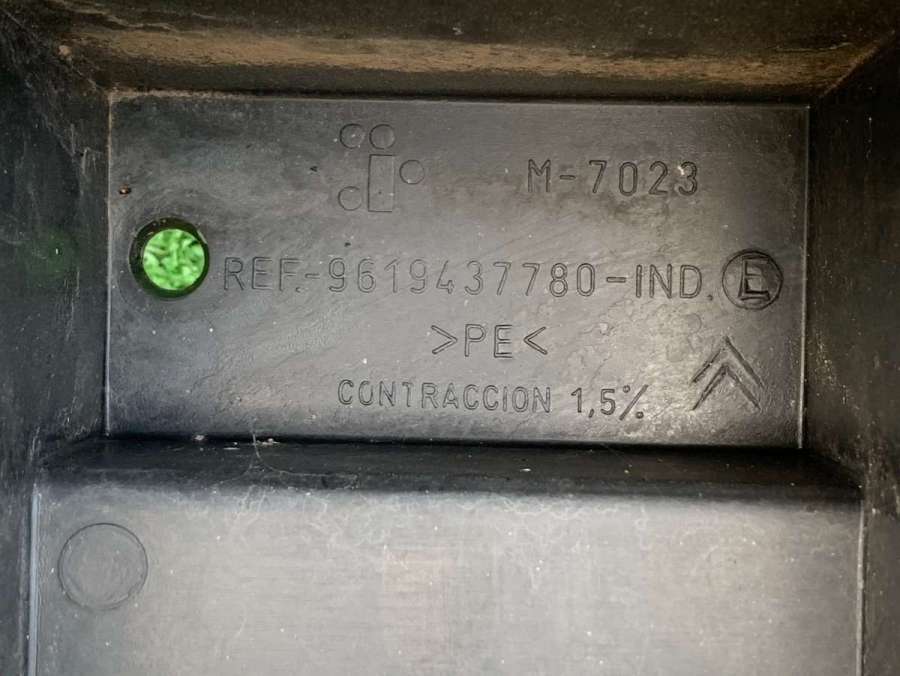 M-7023
REF.-9619437780-IND. E
>PE<
CONTRACCION 1,5%